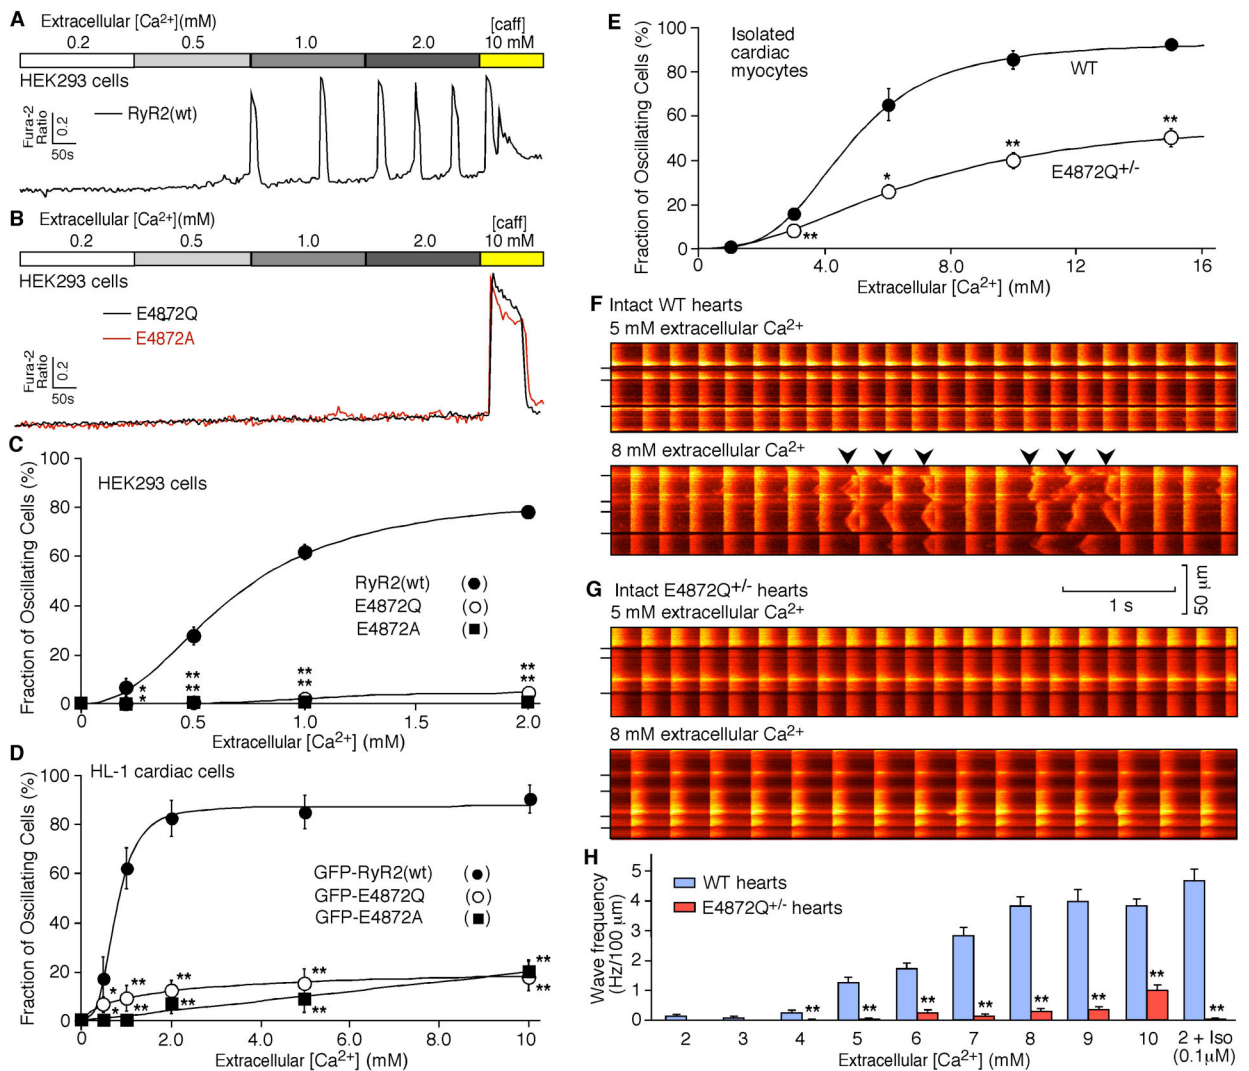 A
Extracellular [Ca²⁺](mM)
[caff]
0.2 0.5 1.0 2.0 10 mM
HEK293 cells
RyR2(wt)
Fura-2
Ratio
0.2
50s
B
Extracellular [Ca²⁺](mM)
[caff]
0.2 0.5 1.0 2.0 10 mM
HEK293 cells
E4872Q
E4872A
Fura-2
Ratio
0.2
50s
C
Fraction of Oscillating Cells (%)
100
80
60
40
20
0
HEK293 cells
RyR2(wt) (●)
E4872Q (○)
E4872A (■)
**
**
**
**
**
**
**
0 0.5 1.0 1.5 2.0
Extracellular [Ca²⁺] (mM)
D
Fraction of Oscillating Cells (%)
100
80
60
40
20
0
HL-1 cardiac cells
GFP-RyR2(wt) (●)
GFP-E4872Q (○)
GFP-E4872A (■)
* ** ** ** **
* ** ** ** **
0 2.0 4.0 6.0 8.0 10
Extracellular [Ca²⁺] (mM)
E
Fraction of Oscillating Cells (%)
100
80
60
40
20
0
Isolated
cardiac
myocytes
WT
E4872Q⁺/⁻
** * ** **
0 4.0 8.0 12 16
Extracellular [Ca²⁺] (mM)
F Intact WT hearts
5 mM extracellular Ca²⁺
8 mM extracellular Ca²⁺
1 s
50 μm
G Intact E4872Q⁺/⁻ hearts
5 mM extracellular Ca²⁺
8 mM extracellular Ca²⁺
H
Wave frequency
(Hz/100 μm)
5
4
3
2
1
0
WT hearts
E4872Q⁺/⁻ hearts
** ** ** ** ** ** ** **
2 3 4 5 6 7 8 9 10 2 + Iso
(0.1μM)
Extracellular [Ca²⁺] (mM)